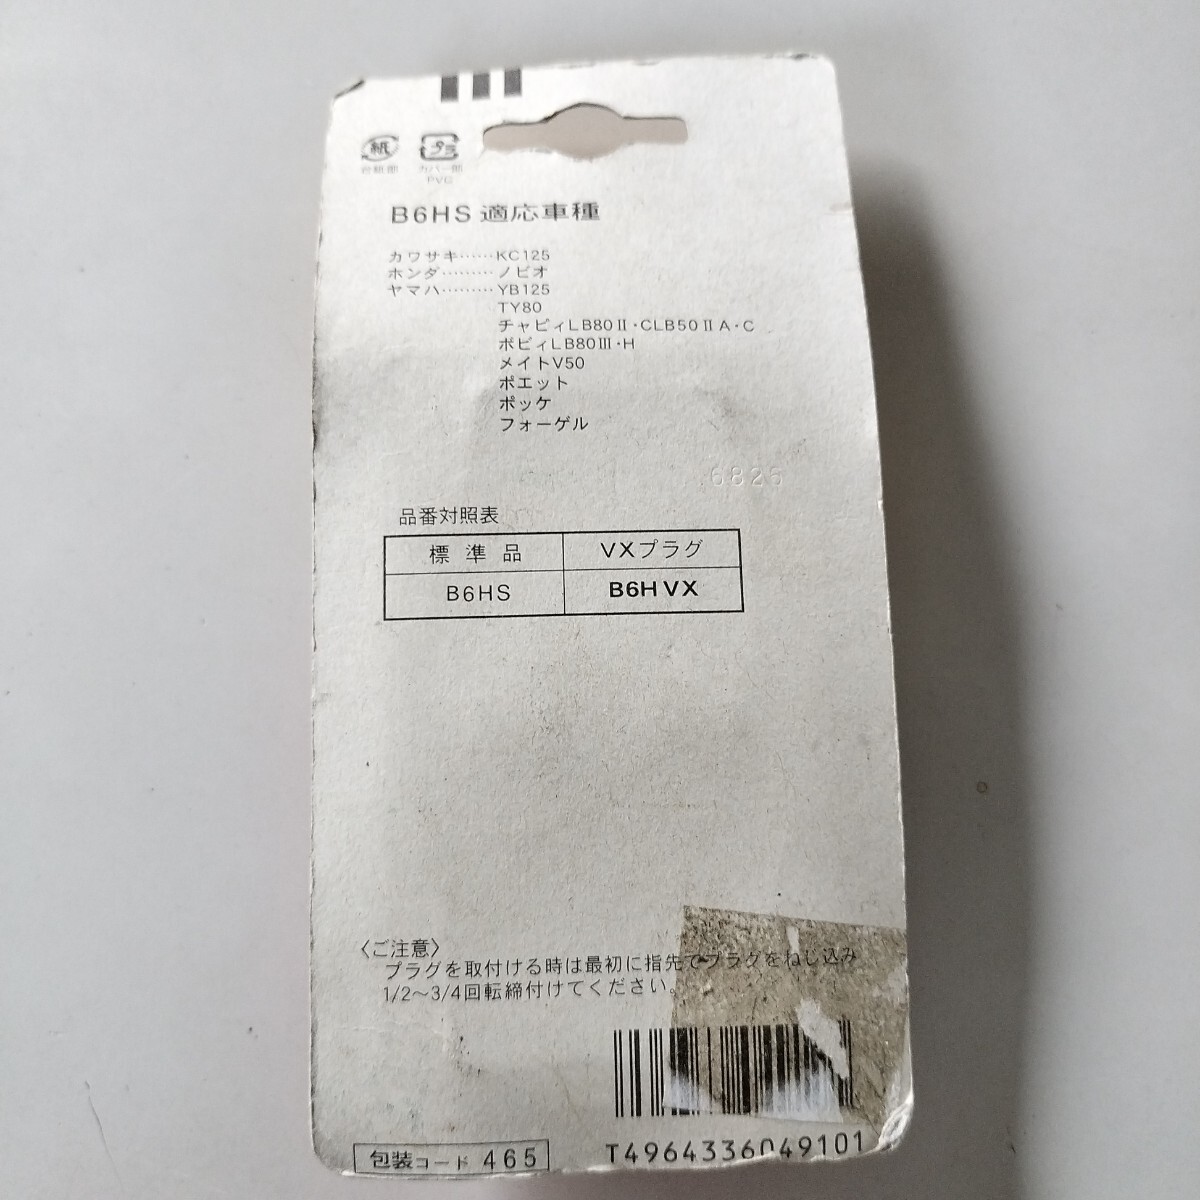 紙 プラ
台紙部 カバー部
PVC
B6HS 適応車種
カワサキ……KC125
ホンダ………ノビオ
ヤマハ………YB125
TY80
チャピィLB80Ⅱ・CLB50ⅡA・C
ボビィLB80Ⅲ・H
メイトV50
ポエット
ポッケ
フォーゲル
6826
品番対照表
標準品 VXプラグ
B6HS B6HVX
〈ご注意〉
プラグを取付ける時は最初に指先でプラグをねじ込み
1/2～3/4回転締付けてください。
包装コード 465
T4964336049101